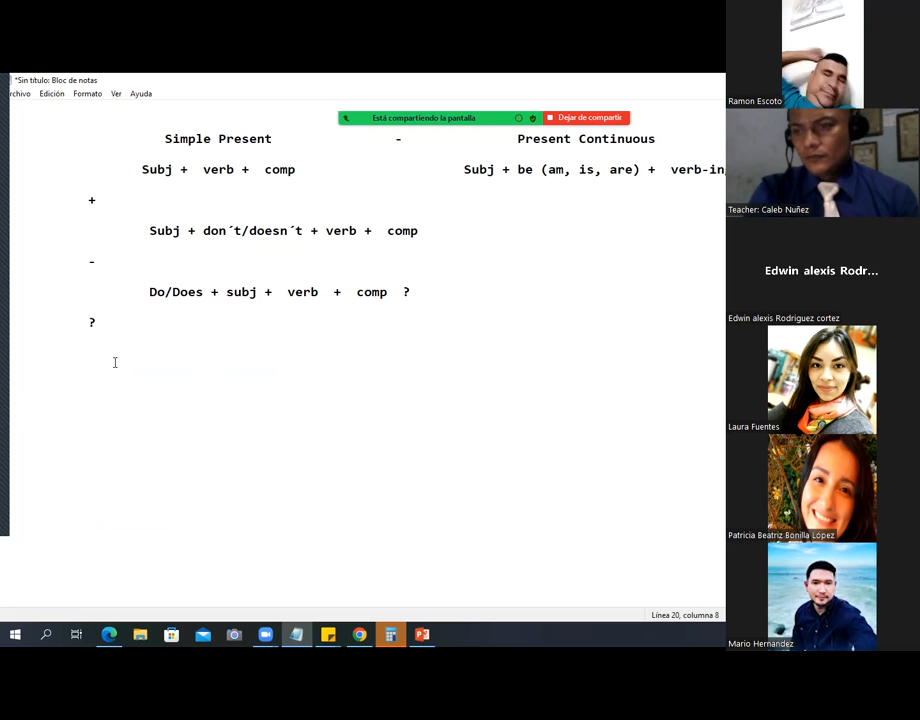 *Sin título: Bloc de notas
rchivo Edición Formato Ver Ayuda
Está compartiendo la pantalla Dejar de compartir
Simple Present - Present Continuous
Subj + verb + comp Subj + be (am, is, are) + verb-in
+
Subj + don´t/doesn´t + verb + comp
-
Do/Does + subj + verb + comp ?
?
Línea 20, columna 8
Ramon Escoto
Teacher: Caleb Nuñez
Edwin alexis Rodr...
Edwin alexis Rodriguez cortez
Laura Fuentes
Patricia Beatriz Bonilla López
Mario Hernandez